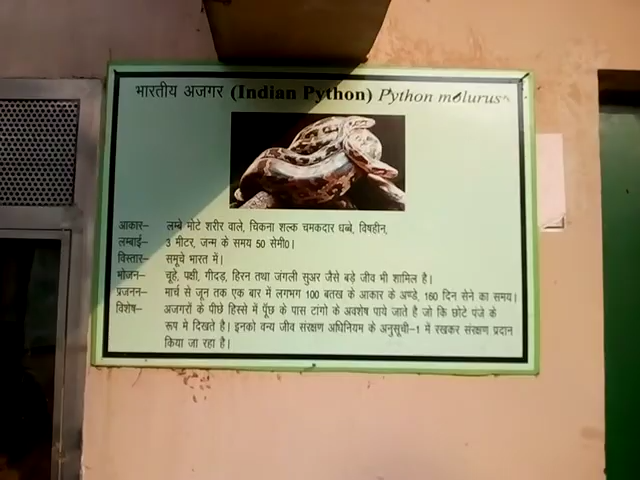 भारतीय अजगर (Indian Python) Python molurus
आकार– लम्बे मोटे शरीर वाले, चिकना शल्क चमकदार धब्बे, विषहीन,
लम्बाई– 3 मीटर, जन्म के समय 50 सेमी0।
विस्तार– समूचे भारत में।
भोजन– चूहे, पक्षी, गीदड़, हिरन तथा जंगली सुअर जैसे बड़े जीव भी शामिल है।
प्रजनन– मार्च से जून तक एक बार में लगभग 100 बतख के आकार के अण्डे, 160 दिन सेने का समय।
विशेष– अजगरों के पीछे हिस्से में पूँछ के पास टांगो के अवशेष पाये जाते है जो कि छोटे पंजे के
रूप मे दिखते है। इनको वन्य जीव संरक्षण अधिनियम के अनुसूची–1 में रखकर संरक्षण प्रदान
किया जा रहा है।